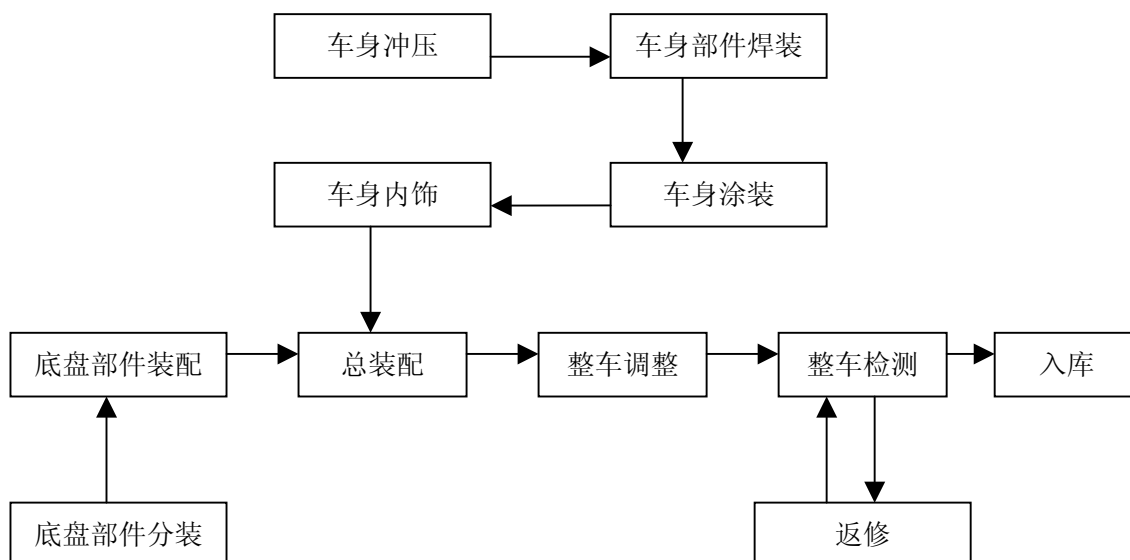 车身冲压
车身部件焊装
车身内饰
车身涂装
底盘部件装配
总装配
整车调整
整车检测
入库
底盘部件分装
返修